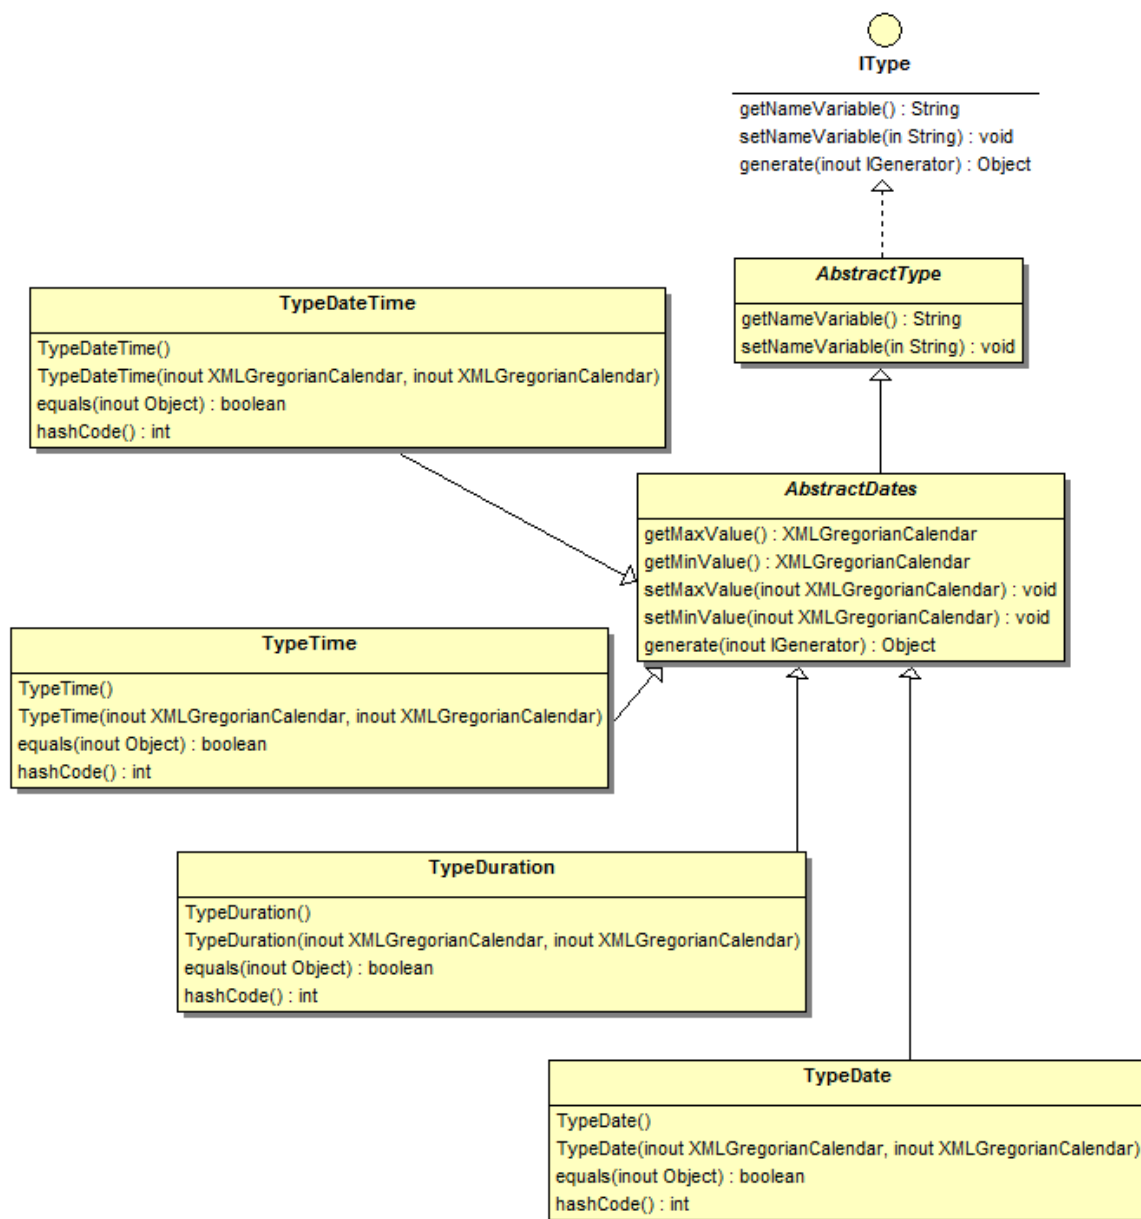 IType
getNameVariable() : String
setNameVariable(in String) : void
generate(inout IGenerator) : Object
AbstractType
getNameVariable() : String
setNameVariable(in String) : void
TypeDateTime
TypeDateTime()
TypeDateTime(inout XMLGregorianCalendar, inout XMLGregorianCalendar)
equals(inout Object) : boolean
hashCode() : int
AbstractDates
getMaxValue() : XMLGregorianCalendar
getMinValue() : XMLGregorianCalendar
setMaxValue(inout XMLGregorianCalendar) : void
setMinValue(inout XMLGregorianCalendar) : void
generate(inout IGenerator) : Object
TypeTime
TypeTime()
TypeTime(inout XMLGregorianCalendar, inout XMLGregorianCalendar)
equals(inout Object) : boolean
hashCode() : int
TypeDuration
TypeDuration()
TypeDuration(inout XMLGregorianCalendar, inout XMLGregorianCalendar)
equals(inout Object) : boolean
hashCode() : int
TypeDate
TypeDate()
TypeDate(inout XMLGregorianCalendar, inout XMLGregorianCalendar)
equals(inout Object) : boolean
hashCode() : int